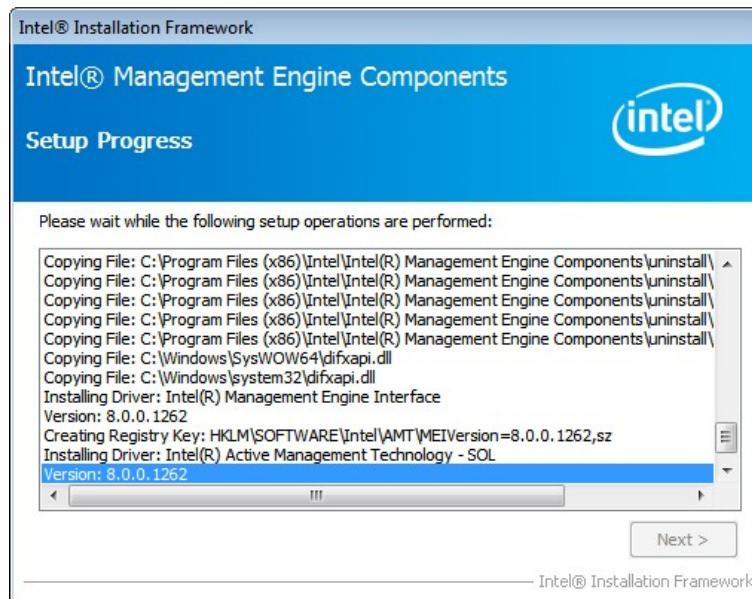 Intel® Installation Framework
Intel® Management Engine Components
intel
Setup Progress
Please wait while the following setup operations are performed:
Copying File: C:\Program Files (x86)\Intel\Intel(R) Management Engine Components\uninstall\
Copying File: C:\Program Files (x86)\Intel\Intel(R) Management Engine Components\uninstall\
Copying File: C:\Program Files (x86)\Intel\Intel(R) Management Engine Components\uninstall\
Copying File: C:\Program Files (x86)\Intel\Intel(R) Management Engine Components\uninstall\
Copying File: C:\Program Files (x86)\Intel\Intel(R) Management Engine Components\uninstall\
Copying File: C:\Windows\SysWOW64\difxapi.dll
Copying File: C:\Windows\system32\difxapi.dll
Installing Driver: Intel(R) Management Engine Interface
Version: 8.0.0.1262
Creating Registry Key: HKLM\SOFTWARE\Intel\AMT\MEIVersion=8.0.0.1262,sz
Installing Driver: Intel(R) Active Management Technology - SOL
Version: 8.0.0.1262
Next >
Intel® Installation Framework